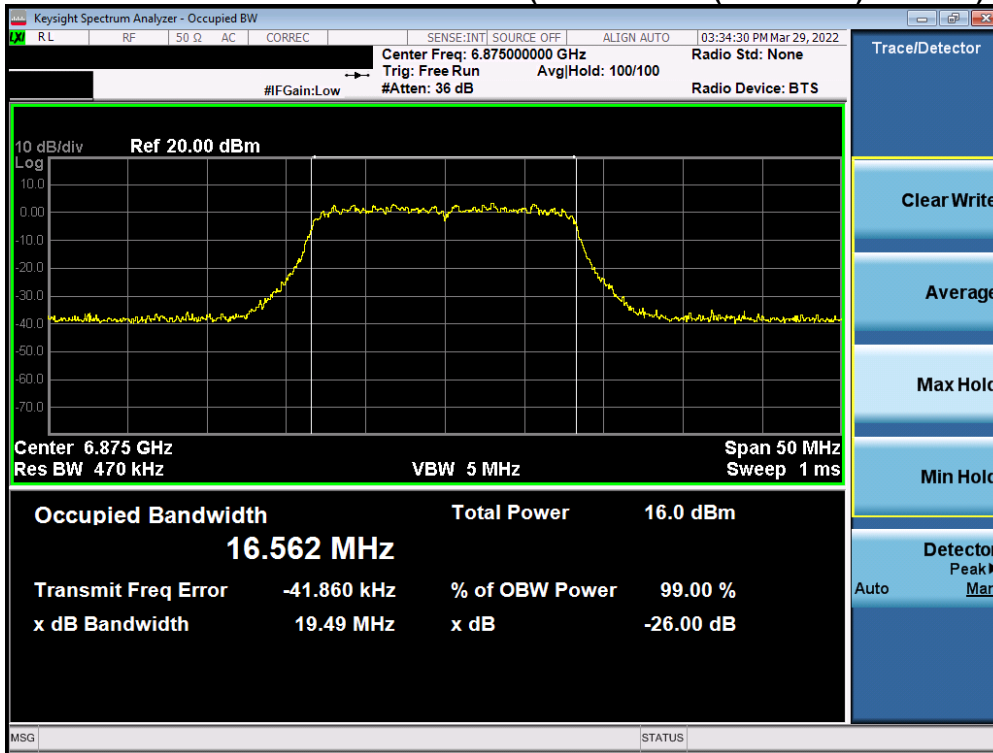 Keysight Spectrum Analyzer - Occupied BW
LXI RL RF 50 Ω AC CORREC SENSE:INT SOURCE OFF ALIGN AUTO 03:34:30 PM Mar 29, 2022
Center Freq: 6.875000000 GHz Radio Std: None
Trig: Free Run Avg|Hold: 100/100
#IFGain:Low #Atten: 36 dB Radio Device: BTS
10 dB/div Ref 20.00 dBm
Log
10.0
0.00
-10.0
-20.0
-30.0
-40.0
-50.0
-60.0
-70.0
Center 6.875 GHz Span 50 MHz
Res BW 470 kHz VBW 5 MHz Sweep 1 ms
Occupied Bandwidth Total Power 16.0 dBm
16.562 MHz
Transmit Freq Error -41.860 kHz % of OBW Power 99.00 %
x dB Bandwidth 19.49 MHz x dB -26.00 dB
MSG STATUS
Trace/Detector
Clear Write
Average
Max Hold
Min Hold
Detector
Peak
Auto Man